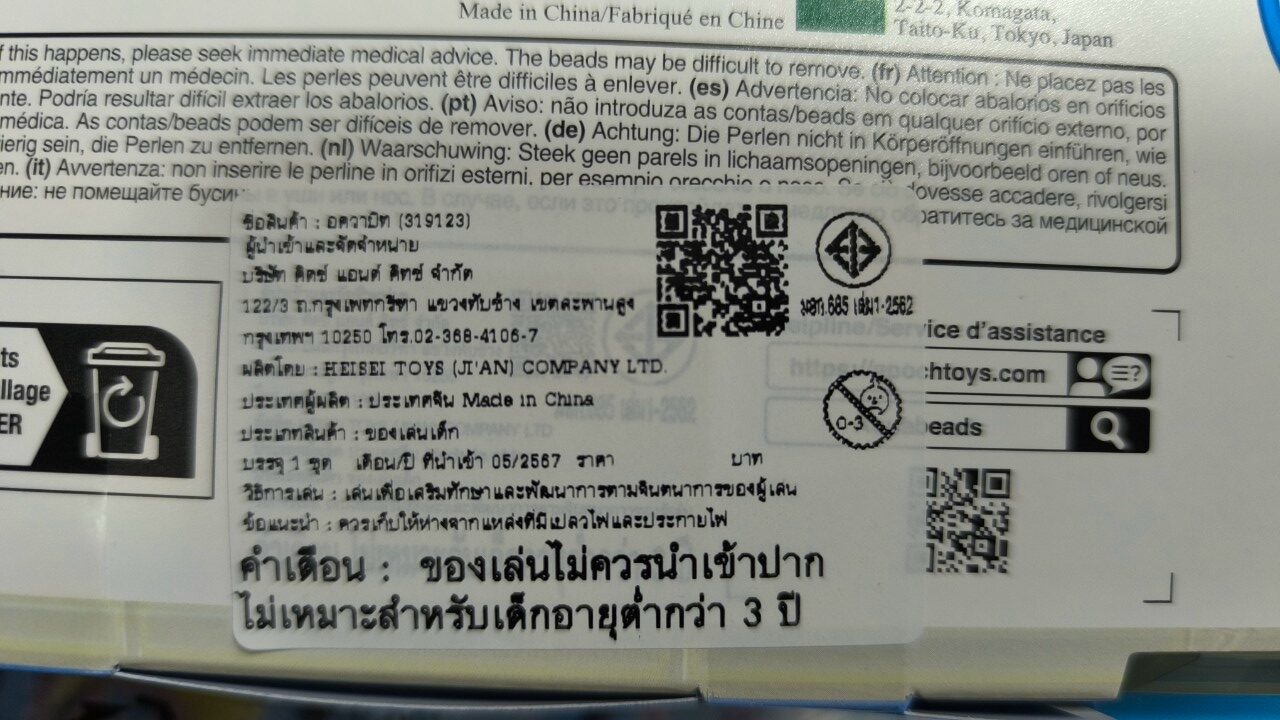 Made in China/Fabriqué en Chine
2-2-2, Komagata,
Taito-Ku, Tokyo, Japan
f this happens, please seek immediate medical advice. The beads may be difficult to remove. (fr) Attention : Ne placez pas les
mmédiatement un médecin. Les perles peuvent être difficiles à enlever. (es) Advertencia: No colocar abalorios en orificios
nte. Podría resultar difícil extraer los abalorios. (pt) Aviso: não introduza as contas/beads em qualquer orifício externo, por
médica. As contas/beads podem ser difíceis de remover. (de) Achtung: Die Perlen nicht in Körperöffnungen einführen, wie
ierig sein, die Perlen zu entfernen. (nl) Waarschuwing: Steek geen parels in lichaamsopeningen, bijvoorbeeld oren of neus.
en. (it) Avvertenza: non inserire le perline in orifizi esterni, per esempio orecchio dovesse accadere, rivolgersi
ние: не помещайте бусин ратитесь за медицинской
ชื่อสินค้า : อควาบีท (319123)
ผู้นำเข้าและจัดจำหน่าย
บริษัท คิดซ์ แอนด์ คิทซ์ จำกัด
122/3 ถ.กรุงเทพกรีฑา แขวงทับช้าง เขตสะพานสูง
กรุงเทพฯ 10250 โทร.02-368-4106-7
ผลิตโดย : HEISEI TOYS (JI'AN) COMPANY LTD.
ประเทศผู้ผลิต : ประเทศจีน Made in China
ประเภทสินค้า : ของเล่นเด็ก
บรรจุ 1 ชุด เดือน/ปี ที่นำเข้า 05/2567 ราคา บาท
วิธีการเล่น : เล่นเพื่อเสริมทักษาและพัฒนาการตามจินตนาการของผู้เล่น
ข้อแนะนำ : ควรเก็บให้ห่างจากแหล่งที่มีเปลวไฟและประกายไฟ
คำเตือน : ของเล่นไม่ควรนำเข้าปาก
ไม่เหมาะสำหรับเด็กอายุต่ำกว่า 3 ปี
มอก.685 เล่ม1-2562
0-3
ice d'assistance
htoys.com
beads
ts
llage
ER